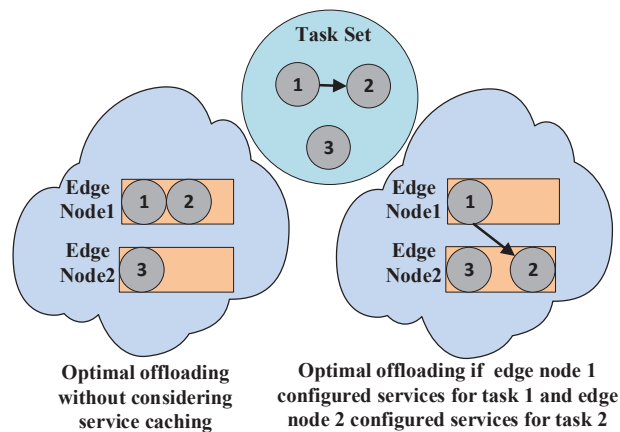 Task Set
1
2
3
Edge
Node1
1
2
Edge
Node2
3
Edge
Node1
1
Edge
Node2
3
2
Optimal offloading
without considering
service caching
Optimal offloading if edge node 1
configured services for task 1 and edge
node 2 configured services for task 2